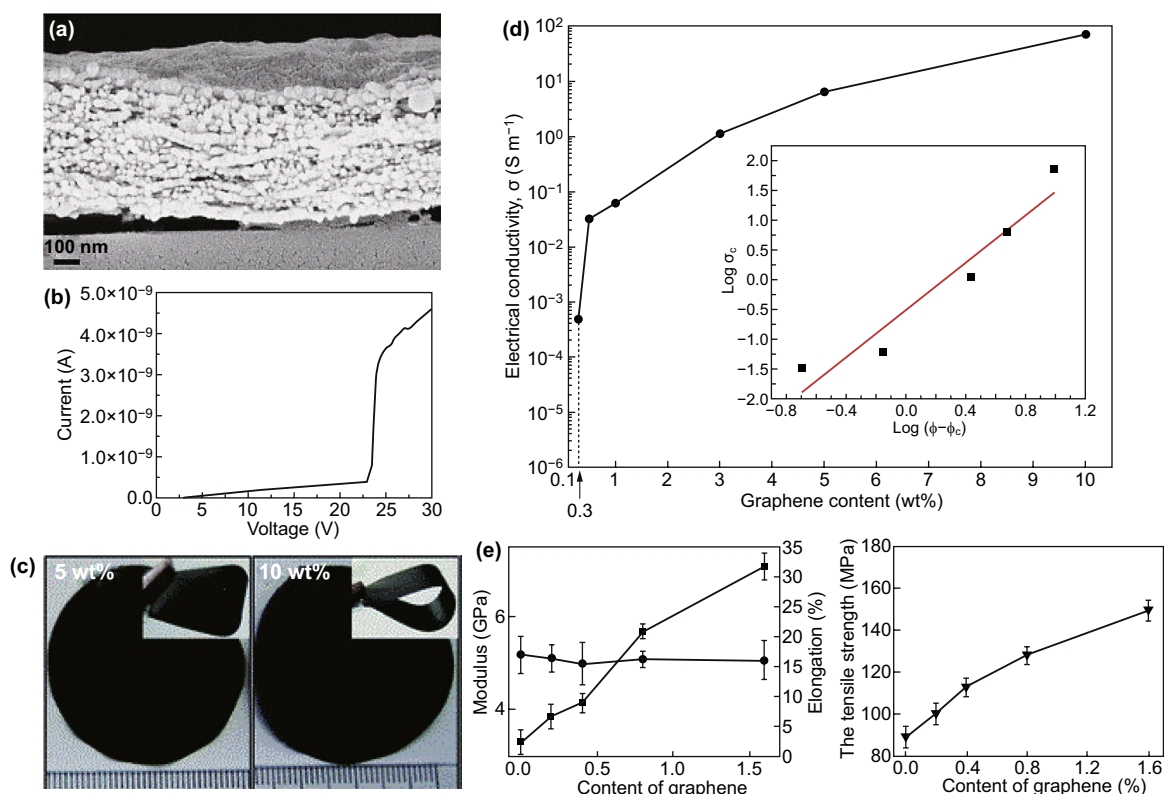 (a)
100 nm
(b)
5.0×10⁻⁹
4.0×10⁻⁹
3.0×10⁻⁹
2.0×10⁻⁹
1.0×10⁻⁹
0.0
Current (A)
0 5 10 15 20 25 30
Voltage (V)
(c)
5 wt%
10 wt%
(d)
10²
10¹
10⁰
10⁻¹
10⁻²
10⁻³
10⁻⁴
10⁻⁵
10⁻⁶
Electrical conductivity, σ (S m⁻¹)
0.1 1 2 3 4 5 6 7 8 9 10
0.3
Graphene content (wt%)
2.0
1.5
1.0
0.5
0.0
−0.5
−1.0
−1.5
−2.0
Log σc
−0.8 −0.4 0.0 0.4 0.8 1.2
Log (ϕ−ϕc)
(e)
6
4
Modulus (GPa)
35
30
25
20
15
10
5
0
Elongation (%)
0.0 0.5 1.0 1.5
Content of graphene
180
160
140
120
100
90
80
The tensile strength (MPa)
0.0 0.4 0.8 1.2 1.6
Content of graphene (%)